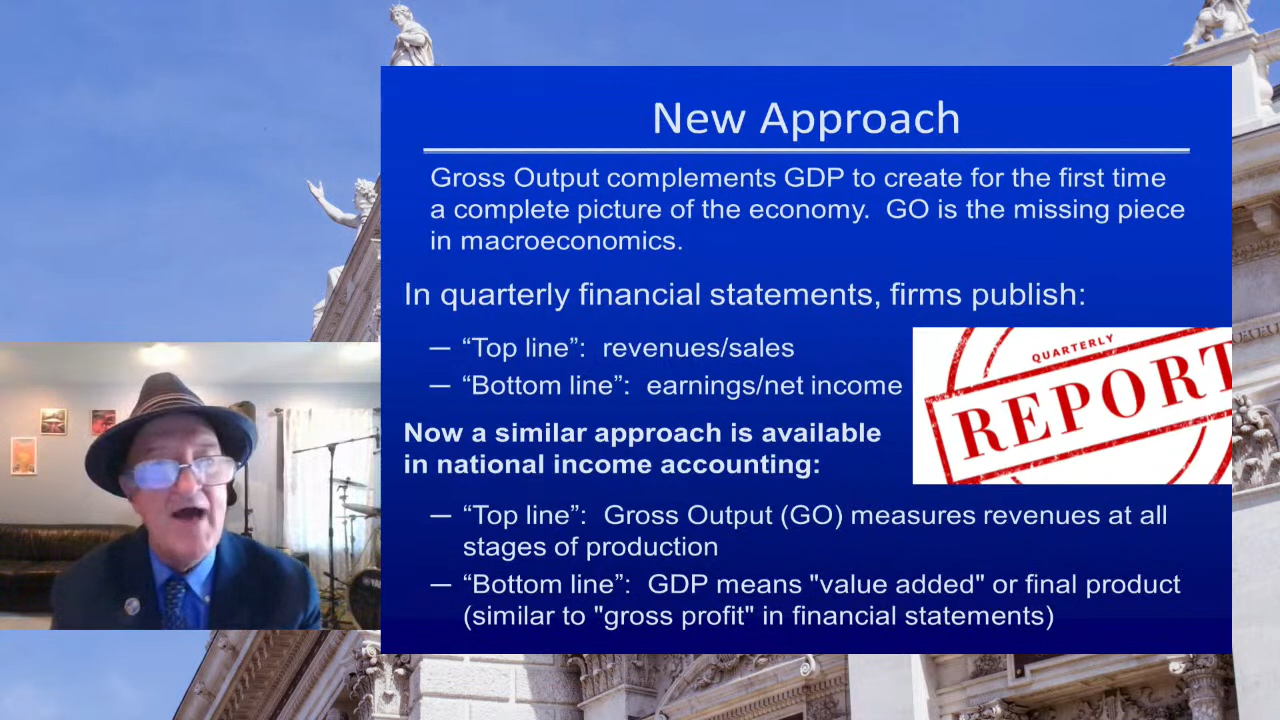 New Approach
Gross Output complements GDP to create for the first time
a complete picture of the economy.  GO is the missing piece
in macroeconomics.
In quarterly financial statements, firms publish:
— “Top line”:  revenues/sales
— “Bottom line”:  earnings/net income
QUARTERLY
REPORT
Now a similar approach is available
in national income accounting:
— “Top line”:  Gross Output (GO) measures revenues at all
stages of production
— “Bottom line”:  GDP means "value added" or final product
(similar to "gross profit" in financial statements)